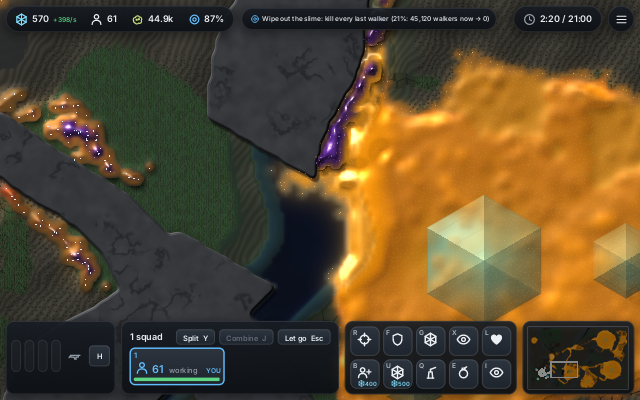 570 +398/s 61 44.9k 87% Wipe out the slime: kill every last walker (21%: 45,120 walkers now → 0) 2:20 / 21:00
1 squad Split Y Combine J Let go Esc
H
1
61 working YOU
R F G X L
B U Q E I
400 500